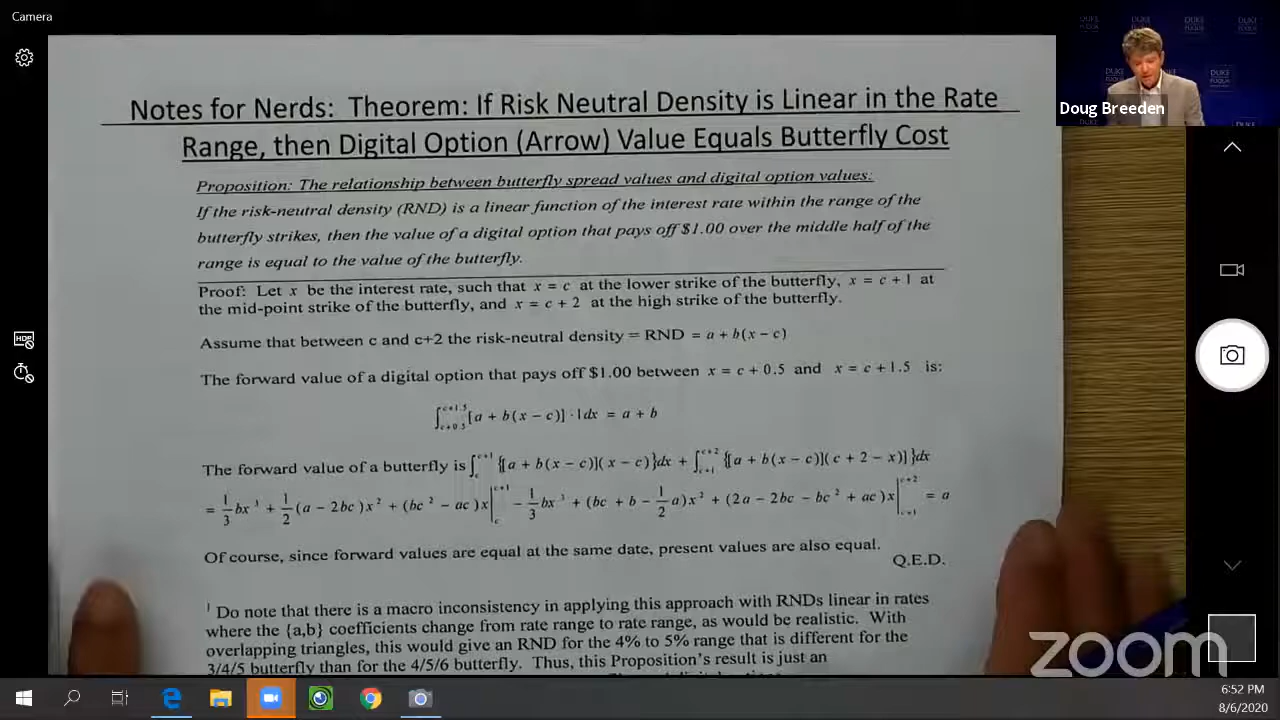 Camera
Doug Breeden
Notes for Nerds: Theorem: If Risk Neutral Density is Linear in the Rate
Range, then Digital Option (Arrow) Value Equals Butterfly Cost
Proposition: The relationship between butterfly spread values and digital option values:
If the risk-neutral density (RND) is a linear function of the interest rate within the range of the
butterfly strikes, then the value of a digital option that pays off $1.00 over the middle half of the
range is equal to the value of the butterfly.
Proof: Let x be the interest rate, such that x = c at the lower strike of the butterfly, x = c + 1 at
the mid-point strike of the butterfly, and x = c + 2 at the high strike of the butterfly.
Assume that between c and c+2 the risk-neutral density = RND = a + b(x − c)
The forward value of a digital option that pays off $1.00 between x = c + 0.5 and x = c + 1.5 is:
∫_{c+0.5}^{c+1.5} [a + b(x − c)] · 1dx = a + b
The forward value of a butterfly is ∫_c^{c+1} {[a + b(x − c)](x − c)}dx + ∫_{c+1}^{c+2} {[a + b(x − c)](c + 2 − x)]}dx
= 1/3 bx³ + 1/2 (a − 2bc)x² + (bc² − ac)x |_c^{c+1} − 1/3 bx³ + (bc + b − 1/2 a)x² + (2a − 2bc − bc² + ac)x |_{c+1}^{c+2} = a
Of course, since forward values are equal at the same date, present values are also equal.
Q.E.D.
¹ Do note that there is a macro inconsistency in applying this approach with RNDs linear in rates
where the {a,b} coefficients change from rate range to rate range, as would be realistic. With
overlapping triangles, this would give an RND for the 4% to 5% range that is different for the
3/4/5 butterfly than for the 4/5/6 butterfly. Thus, this Proposition's result is just an
zoom
6:52 PM
8/6/2020